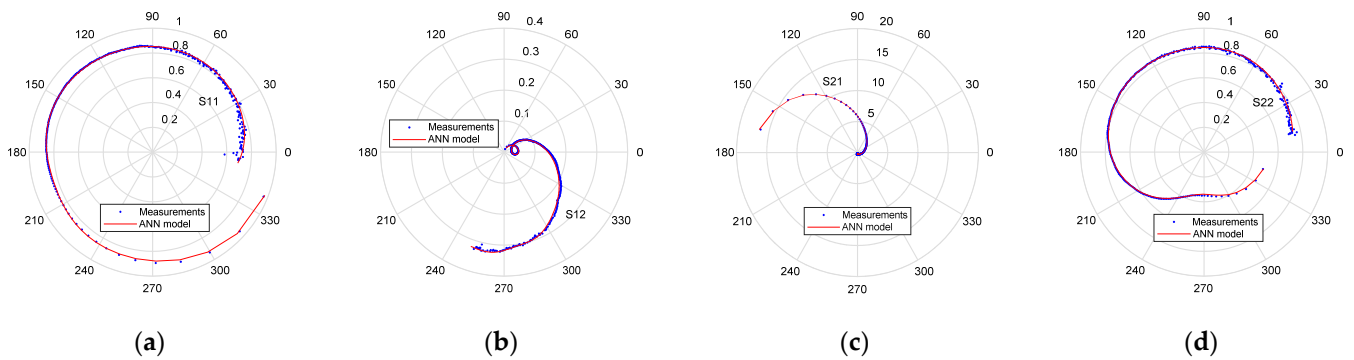 90 1
120 60
0.8
0.6
150 30
S11
0.4
0.2
180 0
Measurements
ANN model
210 330
240 300
270
(a)
90 0.4
120 60
0.3
150 0.2 30
0.1
Measurements
ANN model
180 0
S12
210 330
240 300
270
(b)
90 20
120 60
15
150 10 30
S21
5
180 0
Measurements
ANN model
210 330
240 300
270
(c)
90 1
120 60
0.8
0.6
150 30
S22
0.4
0.2
180 0
Measurements
ANN model
210 330
240 300
270
(d)